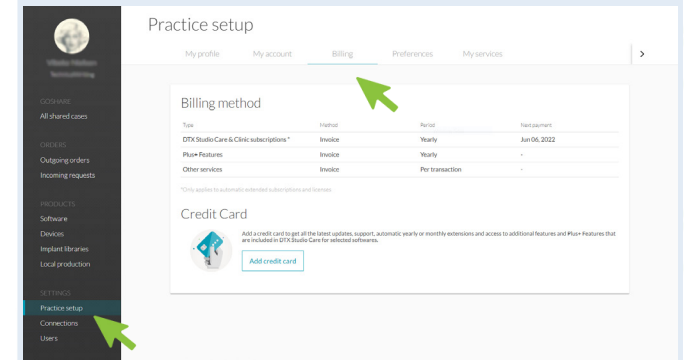 Practice setup
My profile My account Billing Preferences My services
GOSHARE
All shared cases
ORDERS
Outgoing orders
Incoming requests
PRODUCTS
Software
Devices
Implant libraries
Local production
SETTINGS
Practice setup
Connections
Users
Billing method
Type Method Period Next payment
DTX Studio Care & Clinic subscriptions * Invoice Yearly Jun 06, 2022
Plus+ Features Invoice Yearly -
Other services Invoice Per transaction -
*Only applies to automatic extended subscriptions and licenses
Credit Card
Add a credit card to get all the latest updates, support, automatic yearly or monthly extensions and access to additional features and Plus+ Features that
are included in DTX Studio Care for selected softwares.
Add credit card